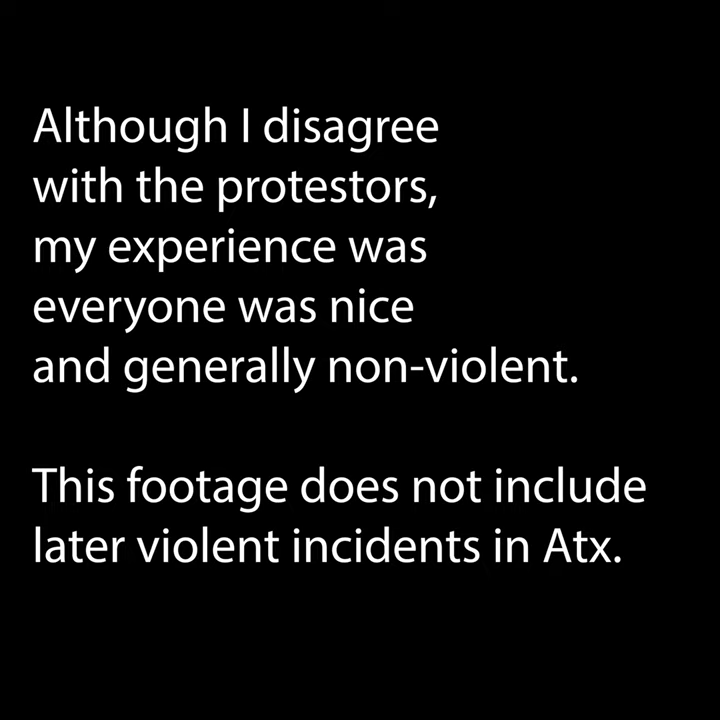 Although I disagree
with the protestors,
my experience was
everyone was nice
and generally non-violent.
This footage does not include
later violent incidents in Atx.